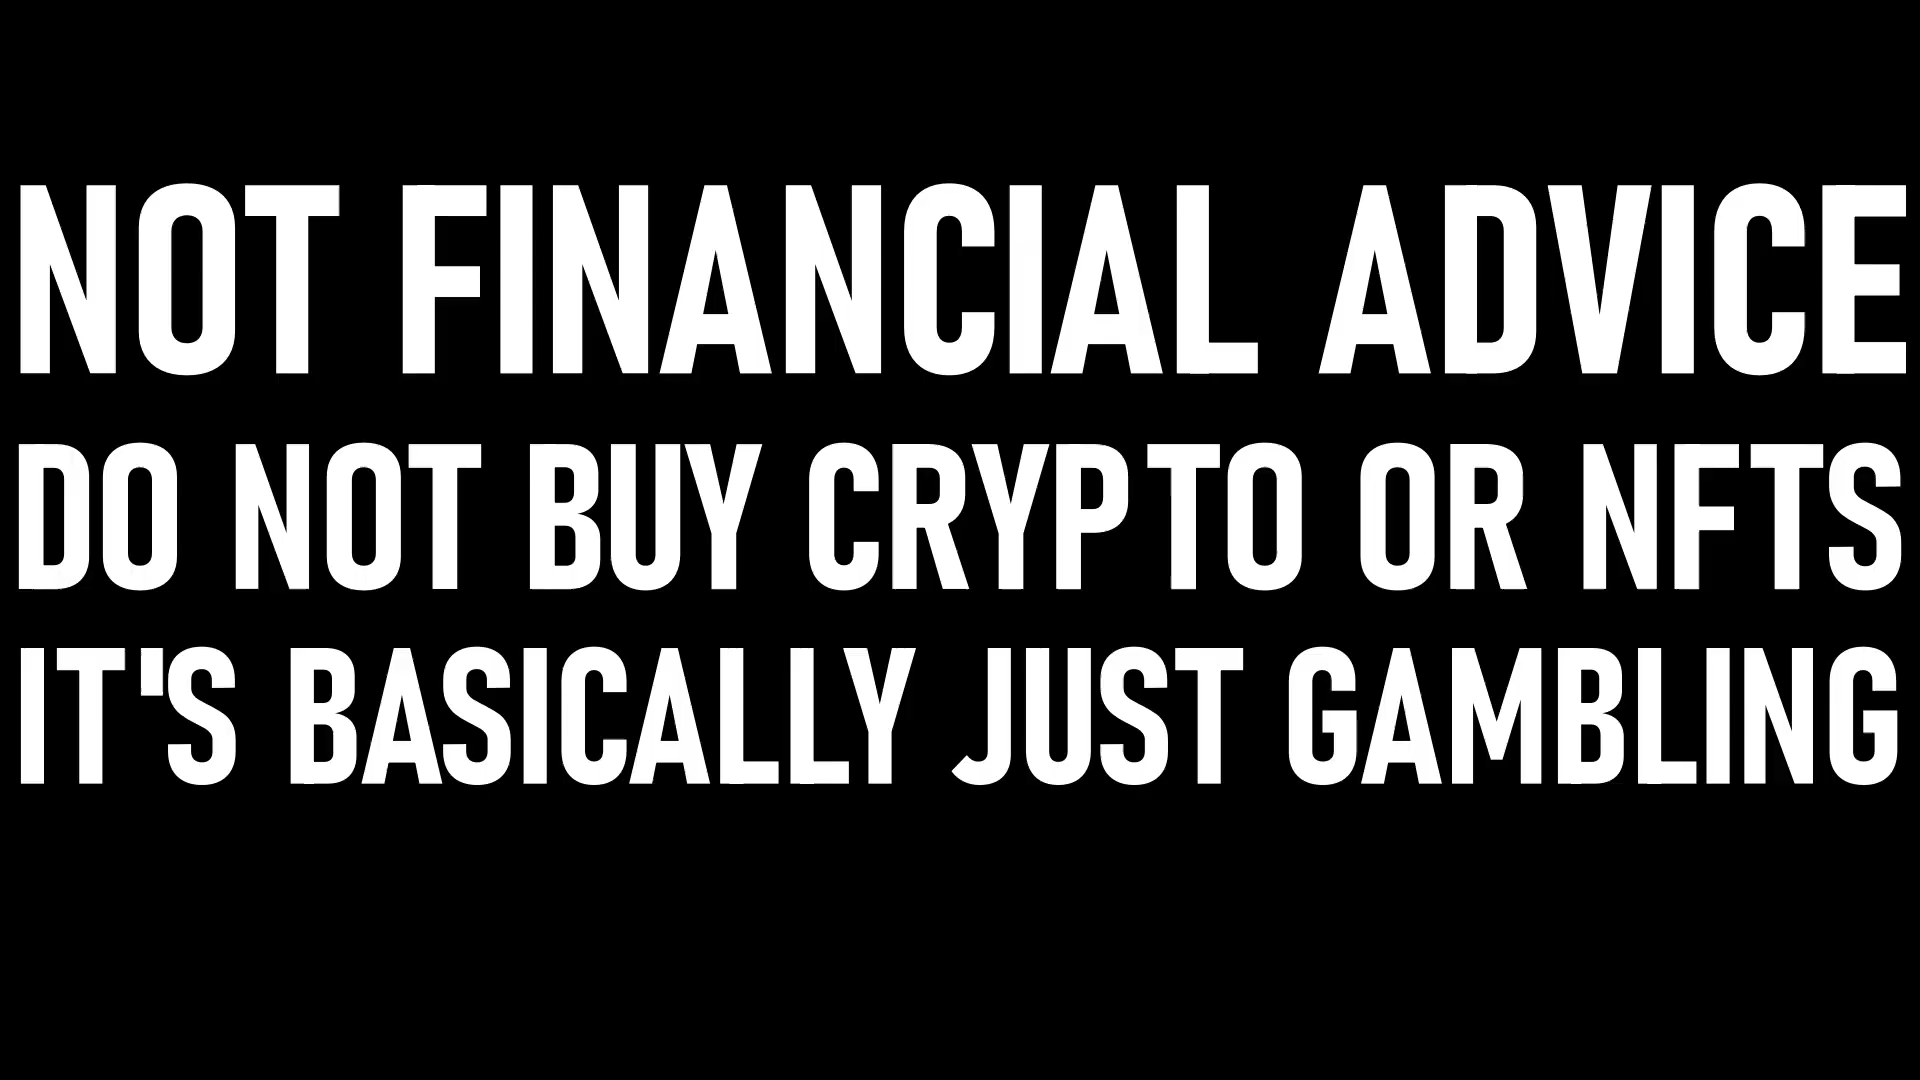 NOT FINANCIAL ADVICE
DO NOT BUY CRYPTO OR NFTS
IT'S BASICALLY JUST GAMBLING